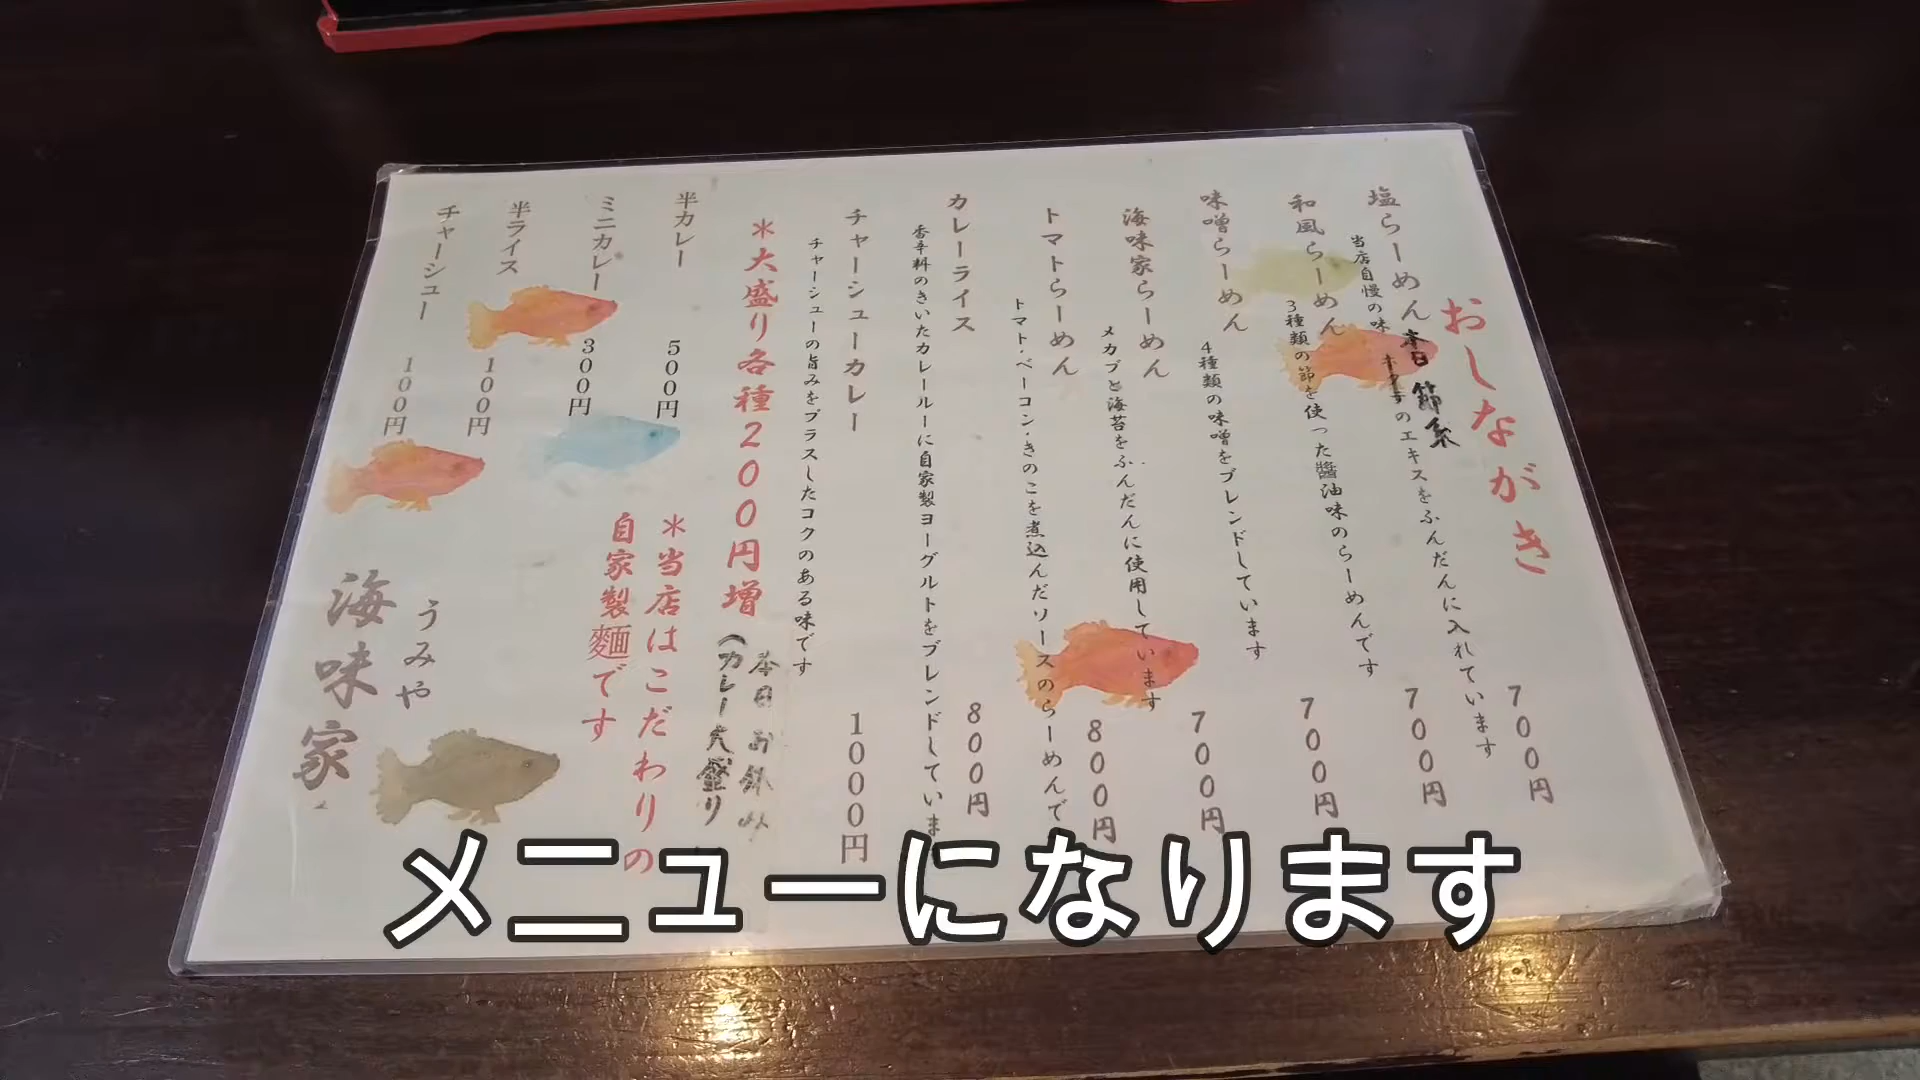 おしながき
塩らーめん
当店自慢の味
本日 節系
ホタテのエキスをふんだんに入れています
700円
和風らーめん
3種類の節を使った醬油味のらーめんです
700円
味噌らーめん
4種類の味噌をブレンドしています
700円
海味家らーめん
メカブと海苔をふんだんに使用しています
700円
トマトらーめん
トマト・ベーコン・きのこを煮込んだソースのらーめんで
800円
カレーライス
香辛料のきいたカレールーに自家製ヨーグルトをブレンドしていま
800円
チャーシューカレー
チャーシューの旨みをプラスしたコクのある味です
1000円
＊大盛り各種200円増
本日お休み
（カレー大盛り
半カレー
500円
ミニカレー
300円
半ライス
100円
チャーシュー
100円
＊当店はこだわりの
自家製麵です
うみや
海味家
メニューになります